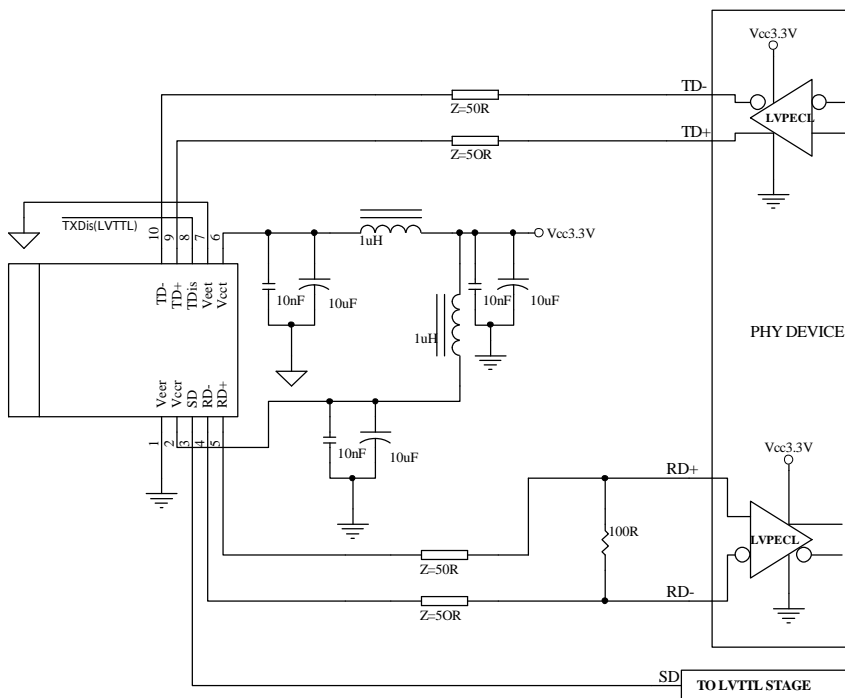 Vcc3.3V
TD-
Z=50R
LVPECL
TD+
Z=5OR
TXDis(LVTTL)
10
9
8
7
6
1uH
Vcc3.3V
TD-
TD+
TDis
Veet
Vcct
10nF
10uF
10nF
10uF
1uH
PHY DEVICE
Veer
Vccr
SD
RD-
RD+
1
2
3
4
5
10nF
10uF
Vcc3.3V
RD+
100R
LVPECL
Z=50R
RD-
Z=5OR
SD
TO LVTTL STAGE